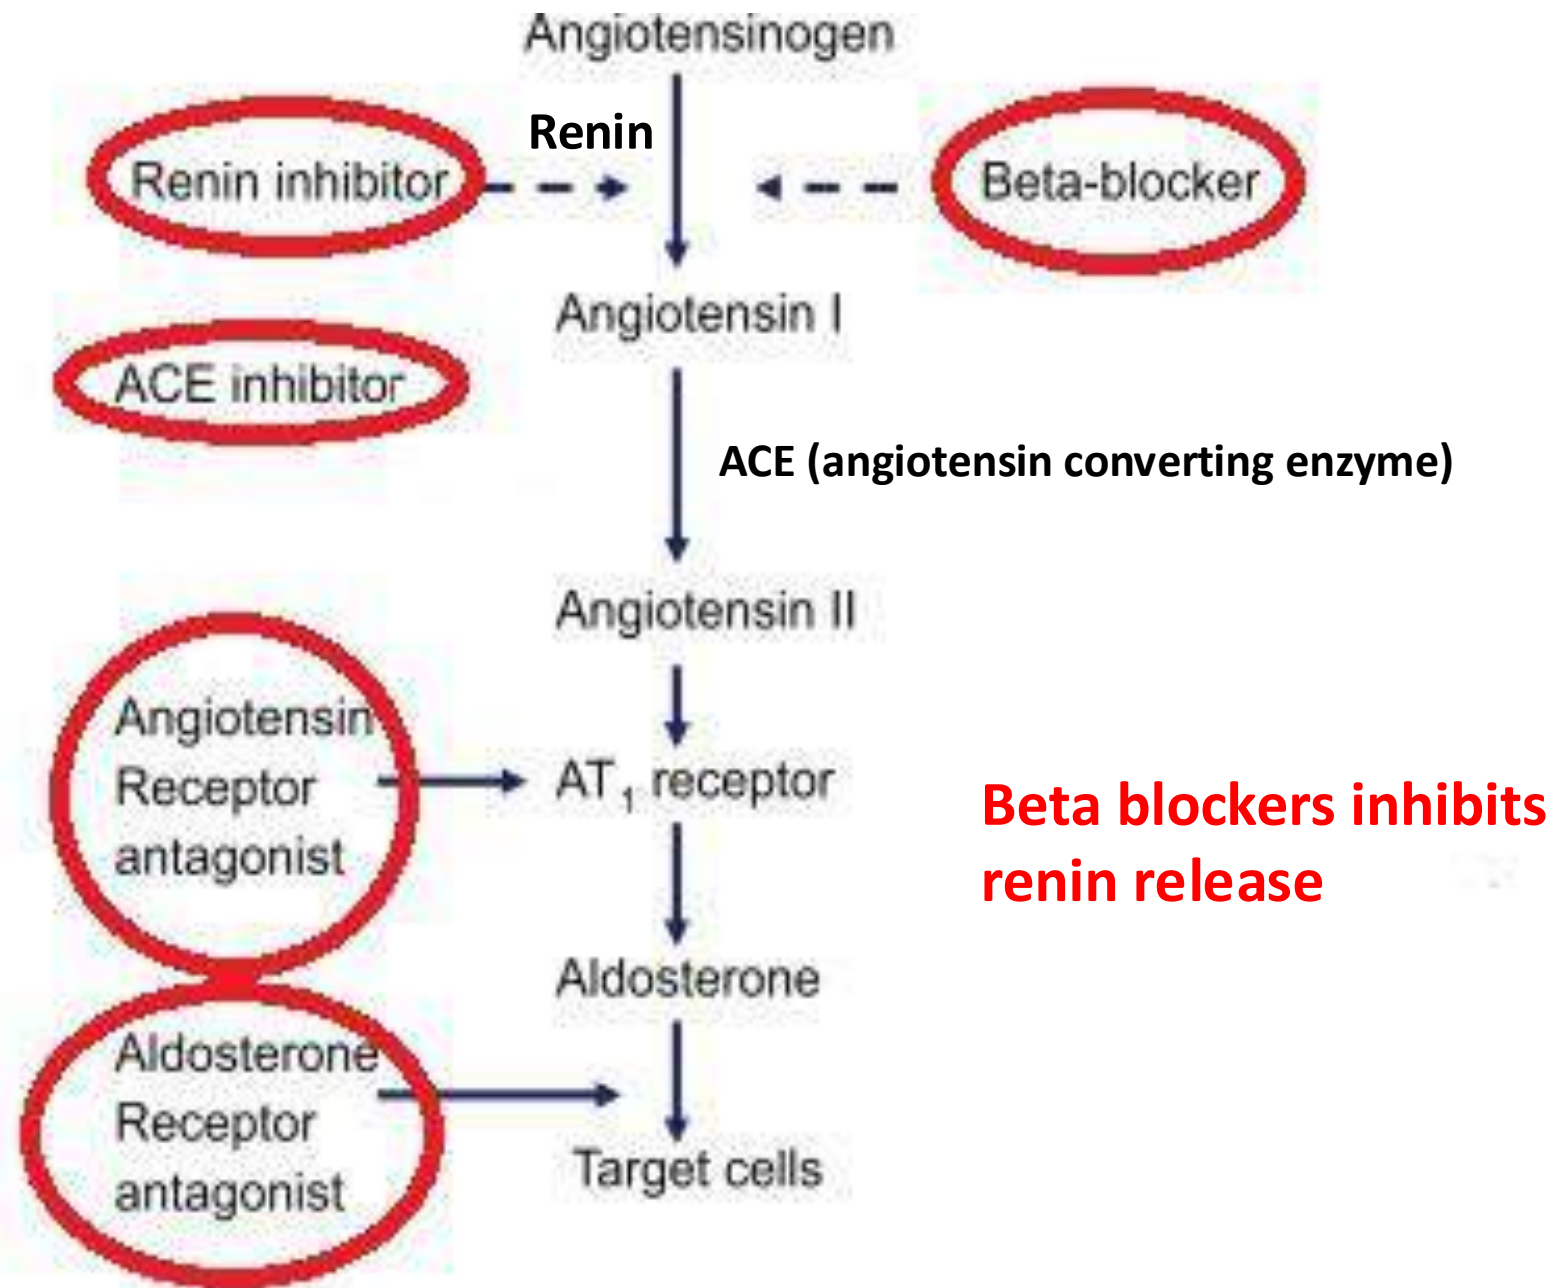 Angiotensinogen
Renin
Renin inhibitor
Beta-blocker
Angiotensin I
ACE inhibitor
ACE (angiotensin converting enzyme)
Angiotensin II
Angiotensin
Receptor
antagonist
AT1 receptor
Beta blockers inhibits
renin release
Aldosterone
Aldosterone
Receptor
antagonist
Target cells